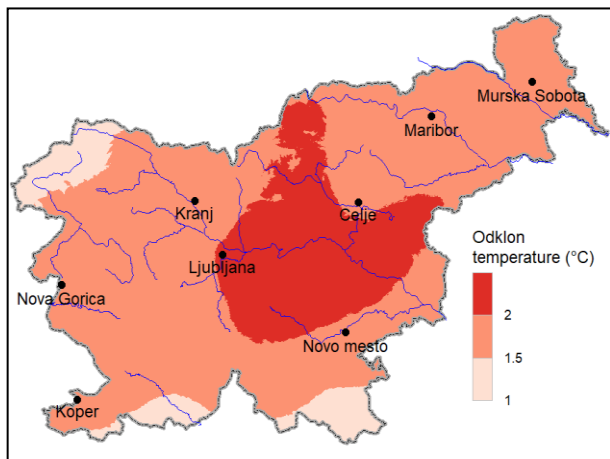 Murska Sobota
Maribor
Kranj
Celje
Ljubljana
Nova Gorica
Novo mesto
Koper
Odklon
temperature (°C)
2
1.5
1